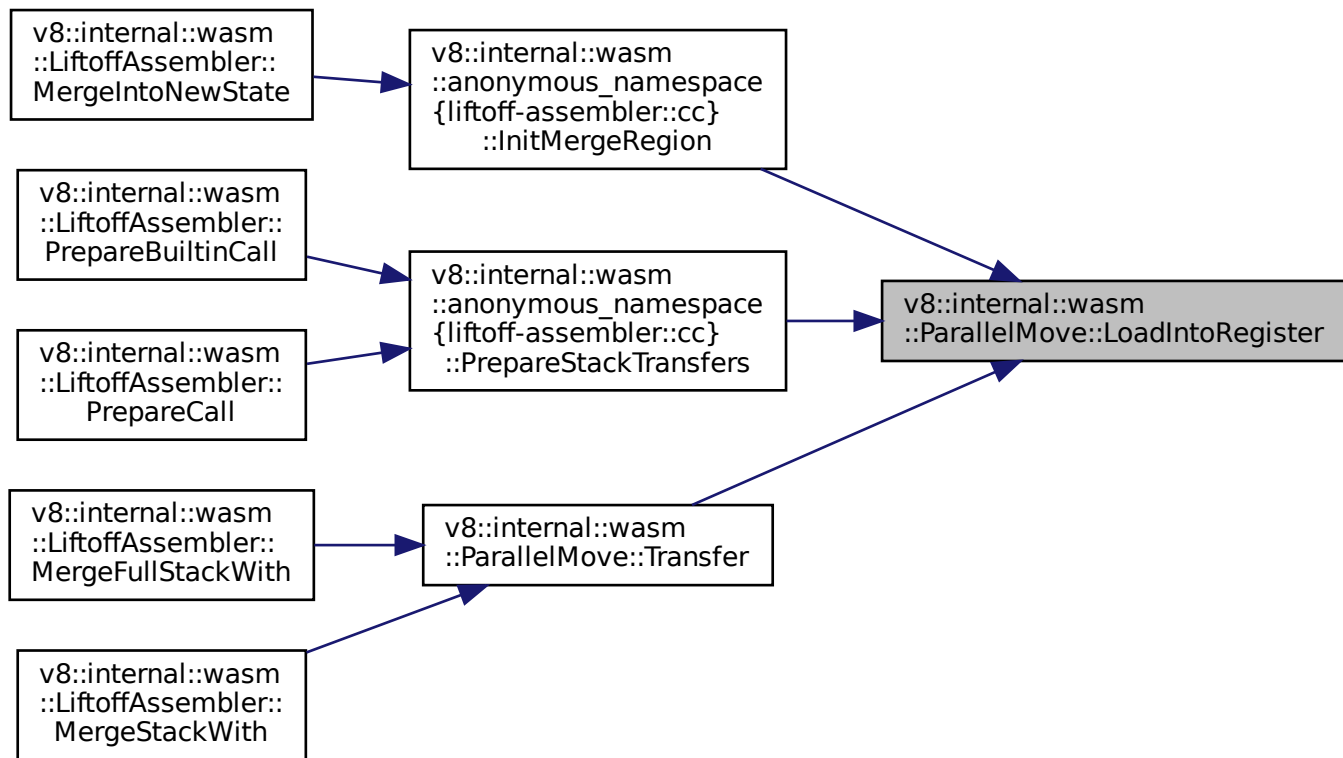 v8::internal::wasm
::LiftoffAssembler::
MergeIntoNewState
v8::internal::wasm
::anonymous_namespace
{liftoff-assembler::cc}
::InitMergeRegion
v8::internal::wasm
::LiftoffAssembler::
PrepareBuiltinCall
v8::internal::wasm
::anonymous_namespace
{liftoff-assembler::cc}
::PrepareStackTransfers
v8::internal::wasm
::ParallelMove::LoadIntoRegister
v8::internal::wasm
::LiftoffAssembler::
PrepareCall
v8::internal::wasm
::LiftoffAssembler::
MergeFullStackWith
v8::internal::wasm
::ParallelMove::Transfer
v8::internal::wasm
::LiftoffAssembler::
MergeStackWith